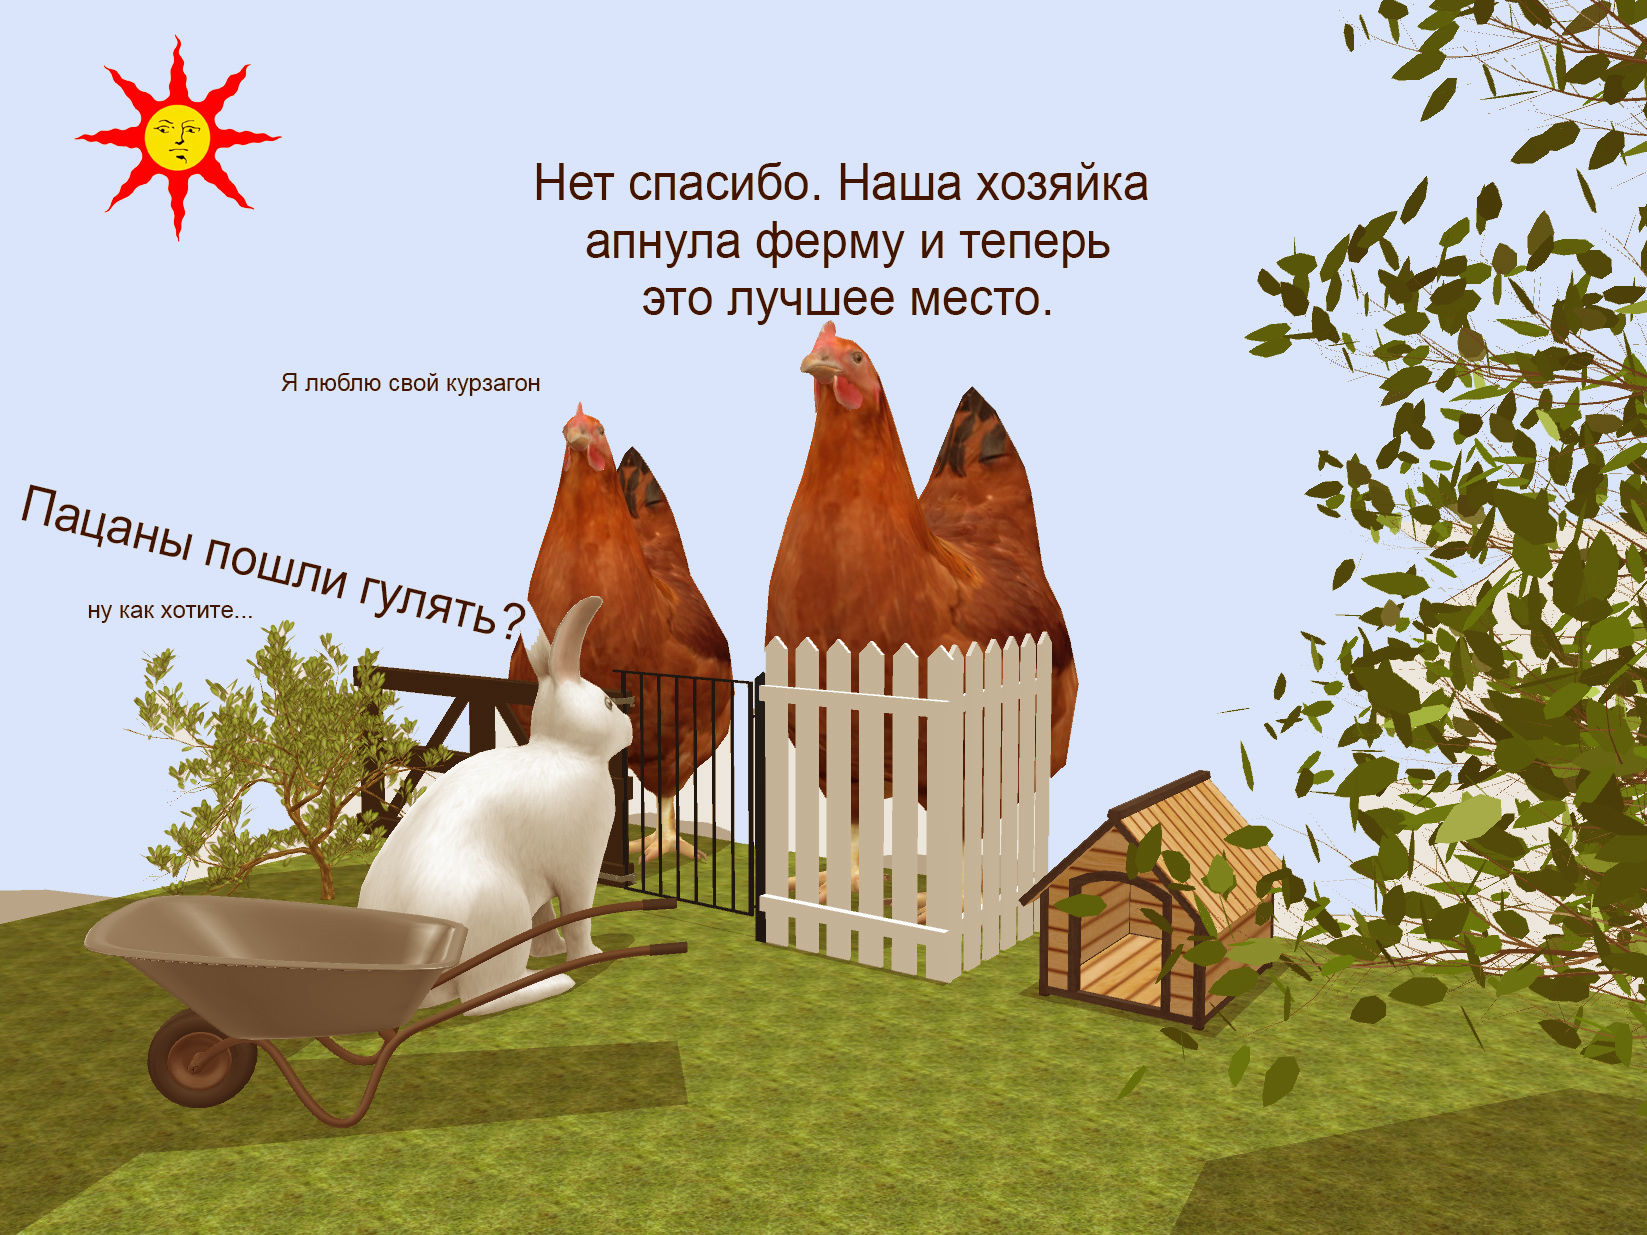 Нет спасибо. Наша хозяйка
апнула ферму и теперь
это лучшее место.
Я люблю свой курзагон
Пацаны пошли гулять?
ну как хотите...